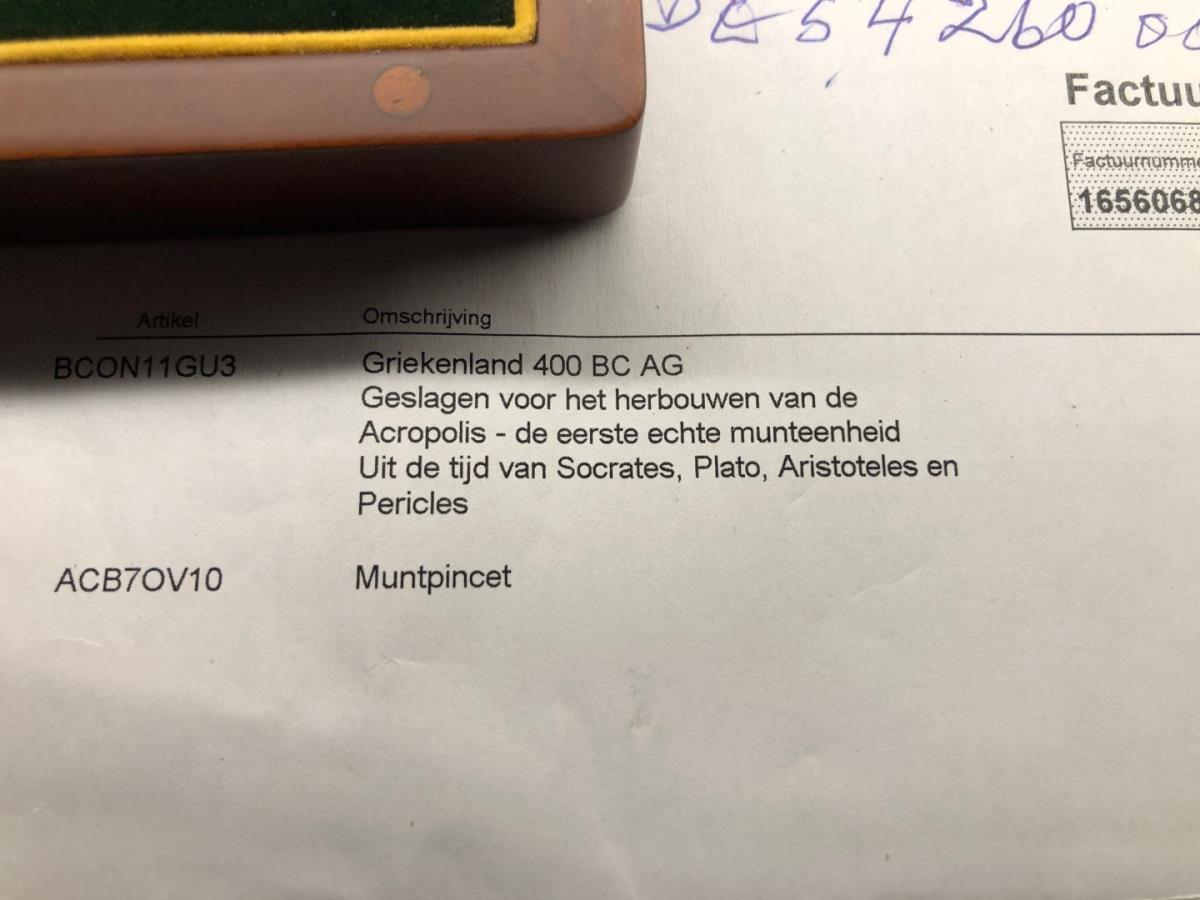 54260
Factuu
Factuurnumme
1656068
Artikel Omschrijving
BCON11GU3 Griekenland 400 BC AG
Geslagen voor het herbouwen van de
Acropolis - de eerste echte munteenheid
Uit de tijd van Socrates, Plato, Aristoteles en
Pericles
ACB7OV10 Muntpincet